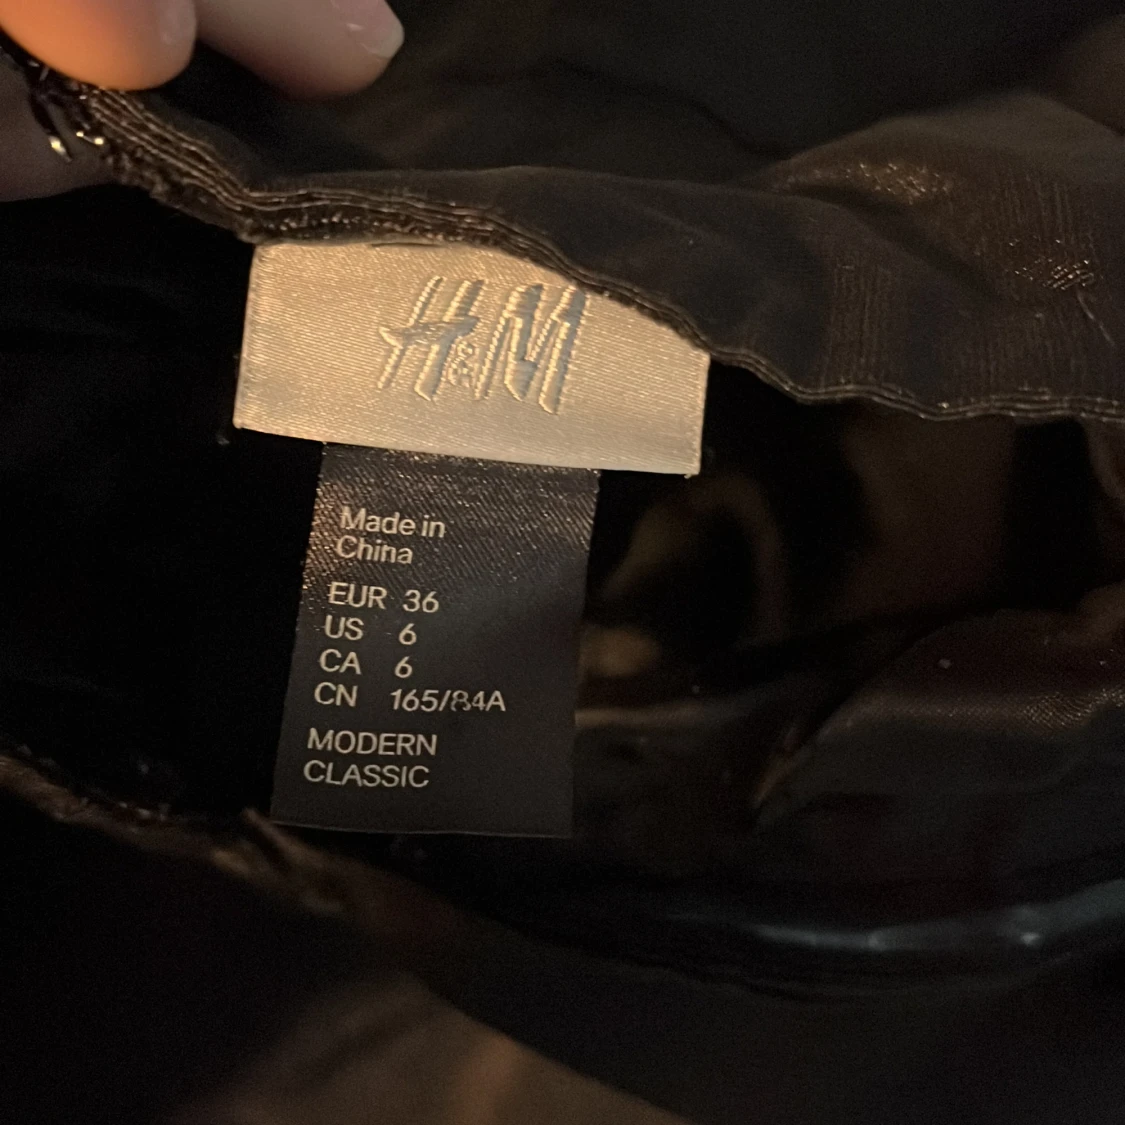 H&M
Made in
China
EUR 36
US 6
CA 6
CN 165/84A
MODERN
CLASSIC